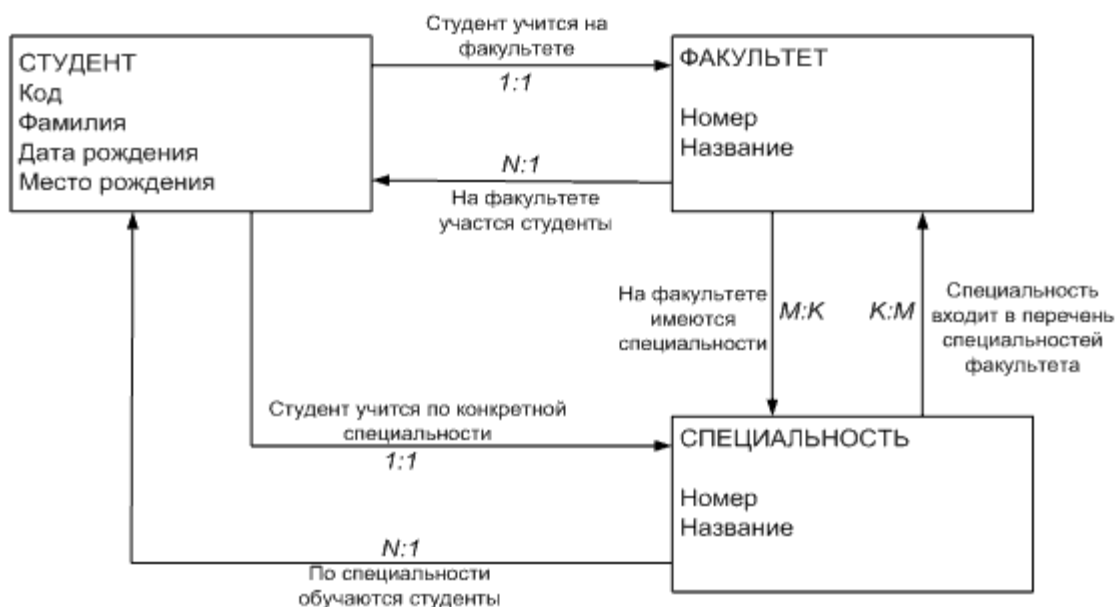 Студент учится на
факультете
1:1
СТУДЕНТ
Код
Фамилия
Дата рождения
Место рождения
ФАКУЛЬТЕТ
Номер
Название
N:1
На факультете
участся студенты
На факультете
имеются
специальности
M:K
K:M
Специальность
входит в перечень
специальностей
факультета
Студент учится по конкретной
специальности
1:1
СПЕЦИАЛЬНОСТЬ
Номер
Название
N:1
По специальности
обучаются студенты